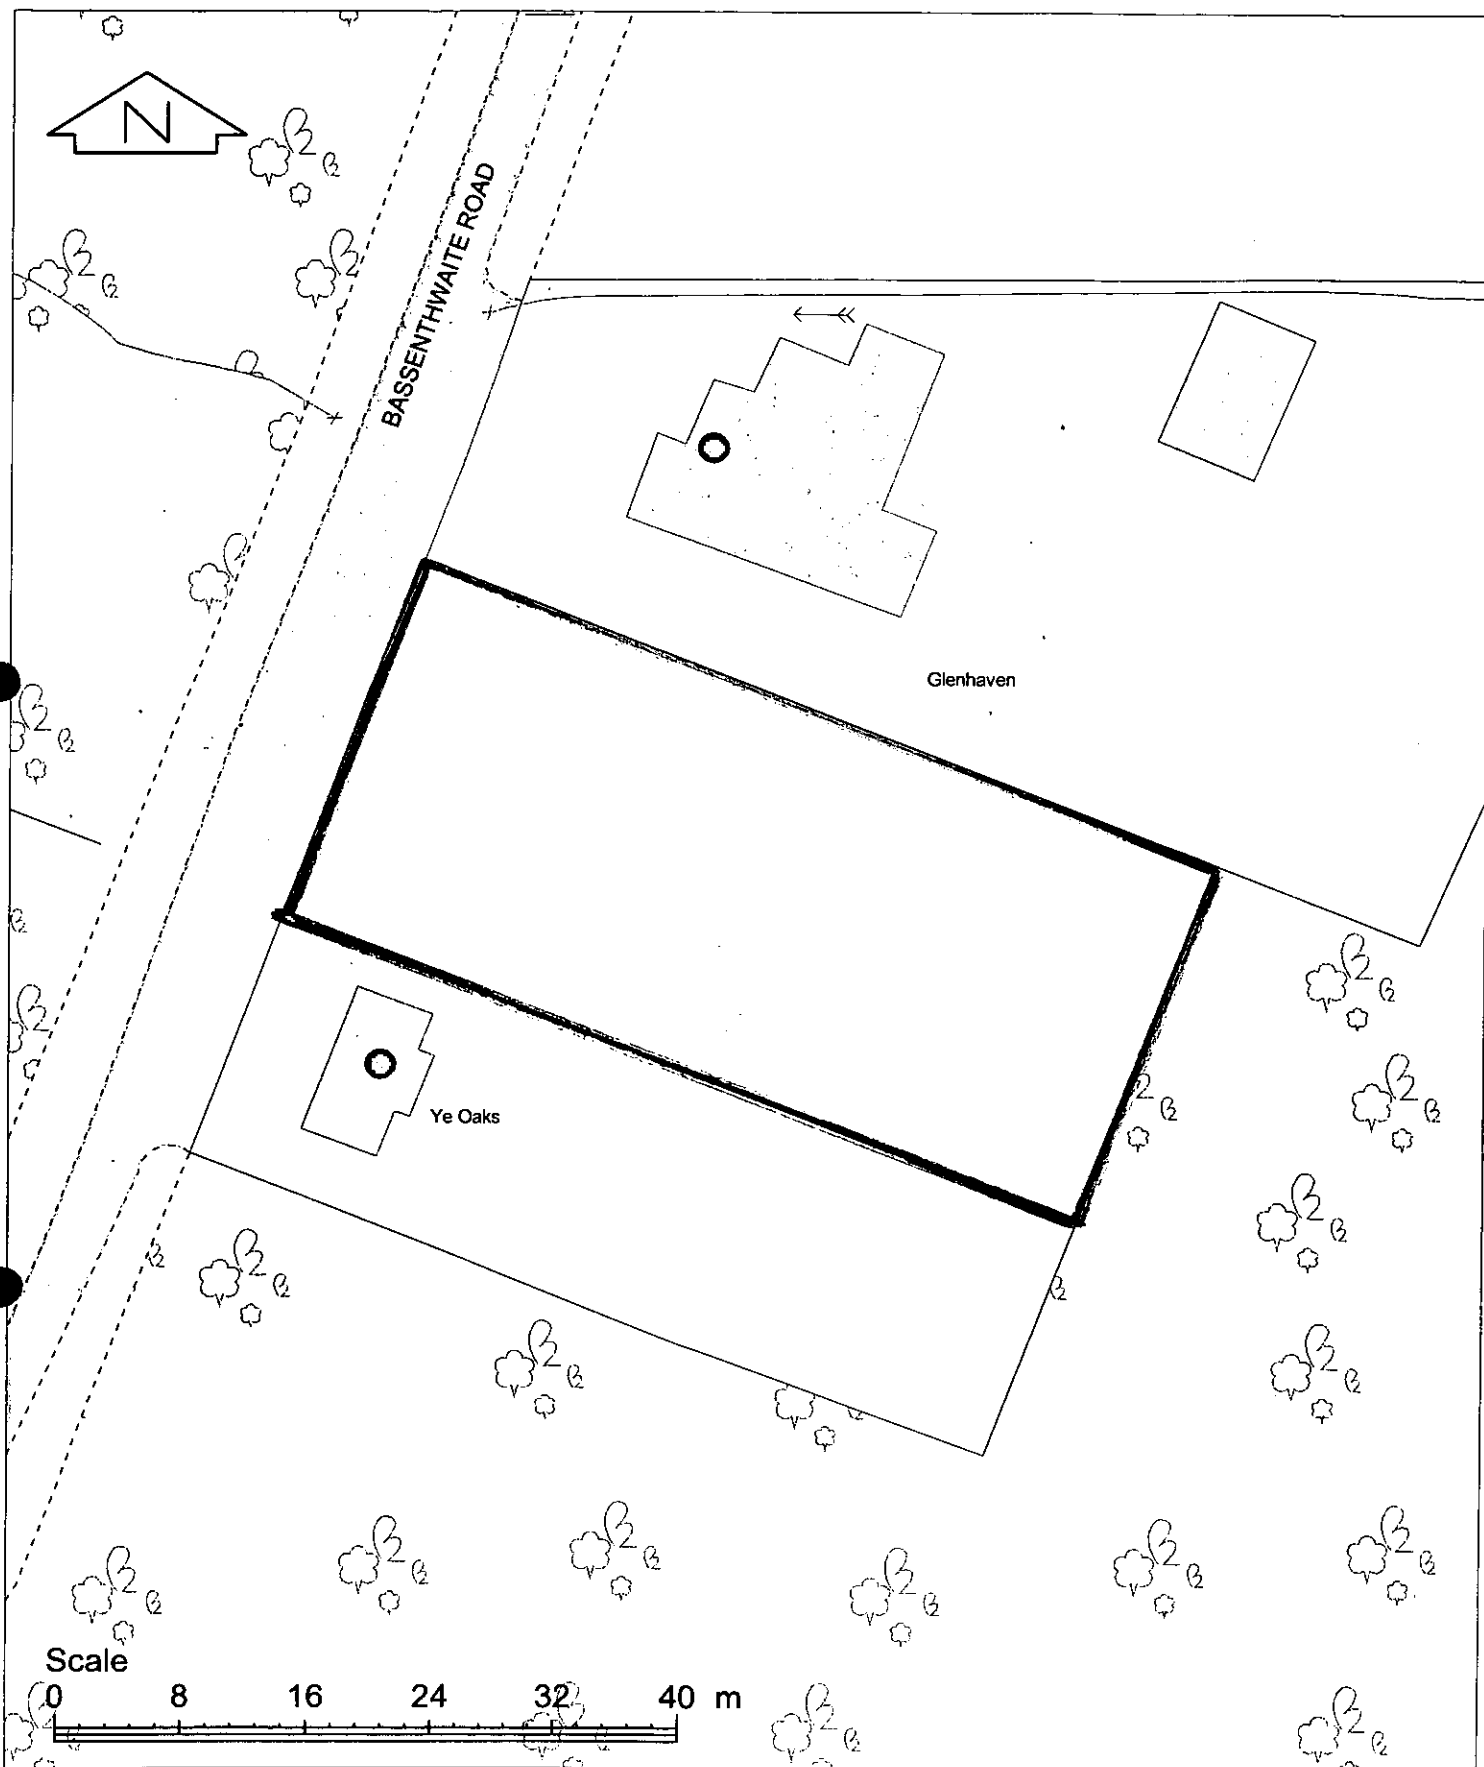 N
BASSENTHWAITE ROAD
Glenhaven
Ye Oaks
Scale
0 8 16 24 32 40 m